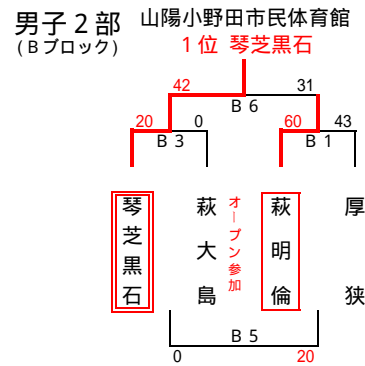 男子2部 山陽小野田市民体育館
(Bブロック) 1位 琴芝黒石
42 31
B6
20 0 60 43
B3 B1
琴芝黒石 萩大島 オープン参加 萩明倫 厚狭
B5
0 20